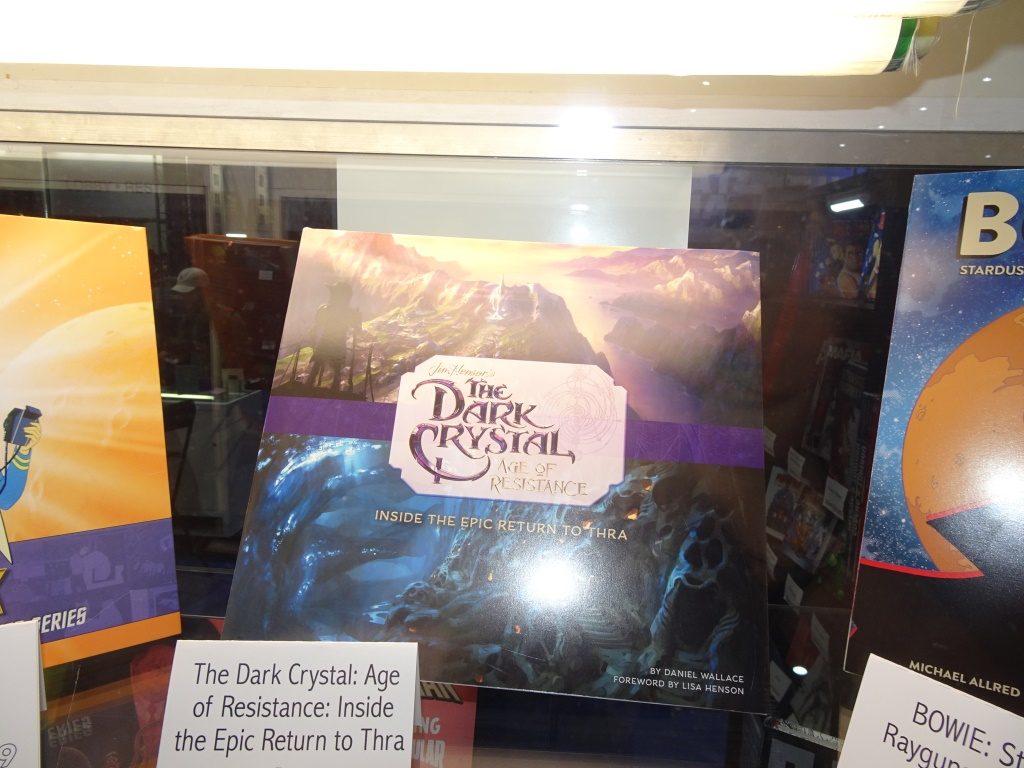 Jim Henson's
THE
DARK
CRYSTAL
AGE OF
RESISTANCE
INSIDE THE EPIC RETURN TO THRA
BY DANIEL WALLACE
FOREWORD BY LISA HENSON
The Dark Crystal: Age
of Resistance: Inside
the Epic Return to Thra
ERIES
9
B
STARDUS
MICHAEL ALLRED
BOWIE: St
Raygun